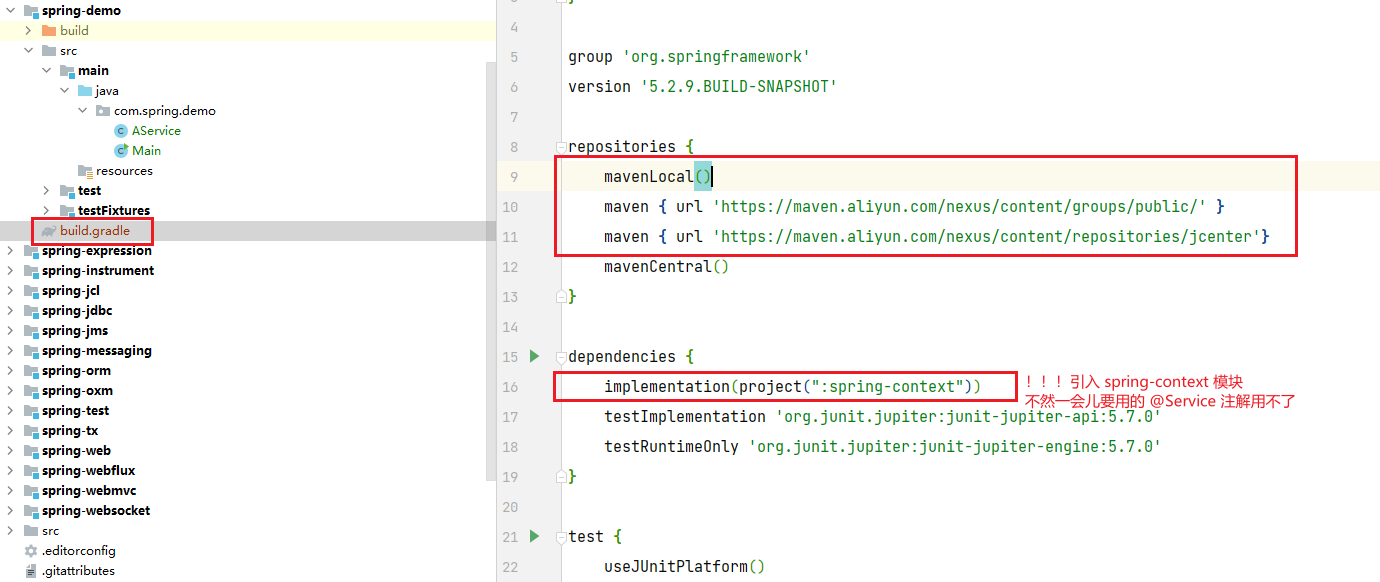 spring-demo
build
src
main
java
com.spring.demo
AService
Main
resources
test
testFixtures
build.gradle
spring-expression
spring-instrument
spring-jcl
spring-jdbc
spring-jms
spring-messaging
spring-orm
spring-oxm
spring-test
spring-tx
spring-web
spring-webflux
spring-webmvc
spring-websocket
src
.editorconfig
.gitattributes
4
5 group 'org.springframework'
6 version '5.2.9.BUILD-SNAPSHOT'
7
8 repositories {
9 mavenLocal()
10 maven { url 'https://maven.aliyun.com/nexus/content/groups/public/' }
11 maven { url 'https://maven.aliyun.com/nexus/content/repositories/jcenter'}
12 mavenCentral()
13 }
14
15 dependencies {
16 implementation(project(":spring-context")) ！！！引入 spring-context 模块
不然一会儿要用的 @Service 注解用不了
17 testImplementation 'org.junit.jupiter:junit-jupiter-api:5.7.0'
18 testRuntimeOnly 'org.junit.jupiter:junit-jupiter-engine:5.7.0'
19 }
20
21 test {
22 useJUnitPlatform()